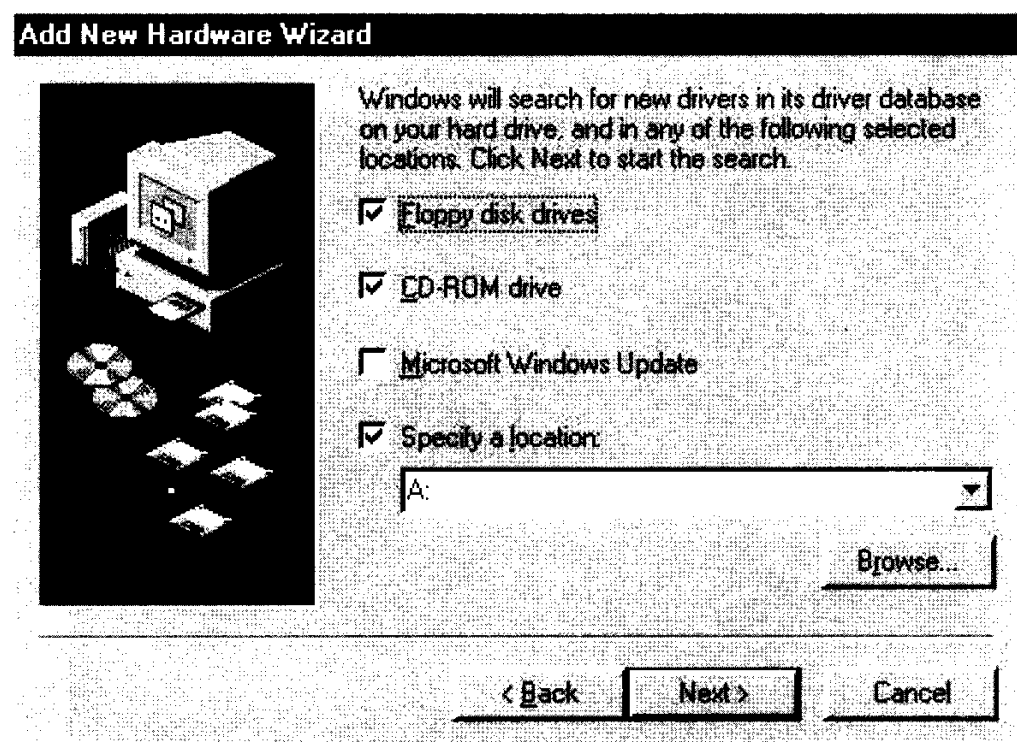 Add New Hardware Wizard
Windows will search for new drivers in its driver database
on your hard drive, and in any of the following selected
locations. Click Next to start the search.
Floppy disk drives
CD-ROM drive
Microsoft Windows Update
Specify a location:
A:
Browse...
< Back
Next >
Cancel